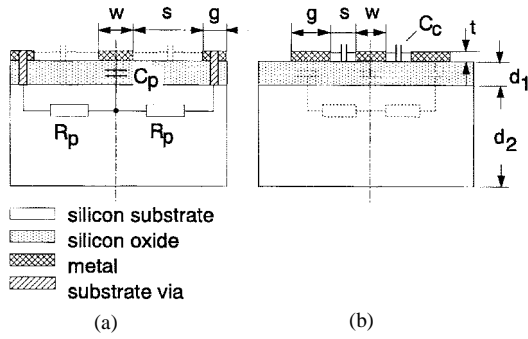 w s g g s w Cc t
Cp d1
Rp Rp d2
silicon substrate
silicon oxide
metal
substrate via
(a) (b)